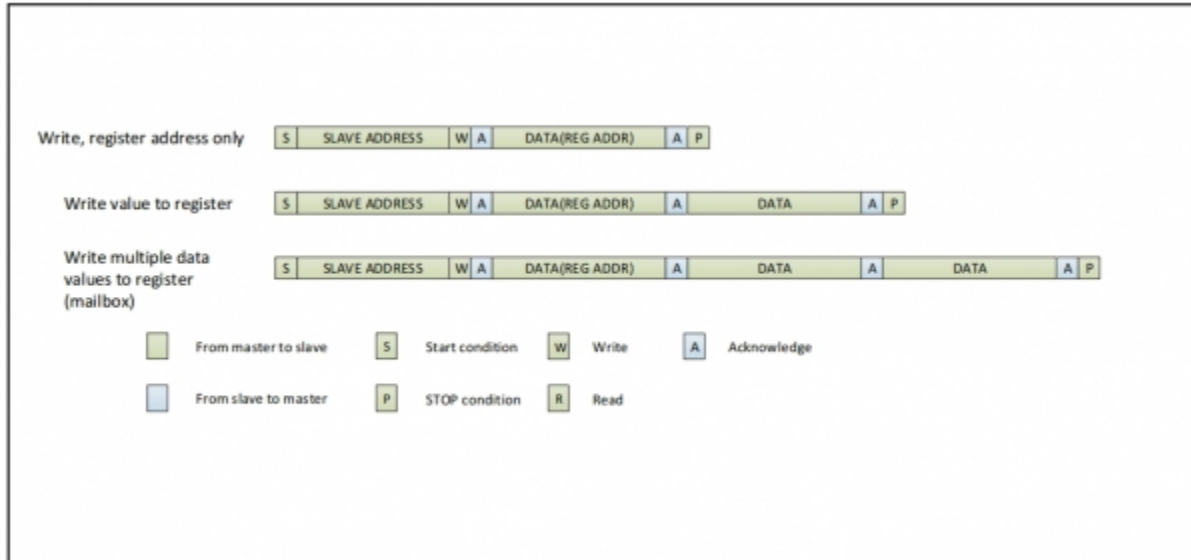 Write, register address only S SLAVE ADDRESS W A DATA(REG ADDR) A P
Write value to register S SLAVE ADDRESS W A DATA(REG ADDR) A DATA A P
Write multiple data
values to register
(mailbox)
S SLAVE ADDRESS W A DATA(REG ADDR) A DATA A DATA A P
From master to slave S Start condition W Write A Acknowledge
From slave to master P STOP condition R Read